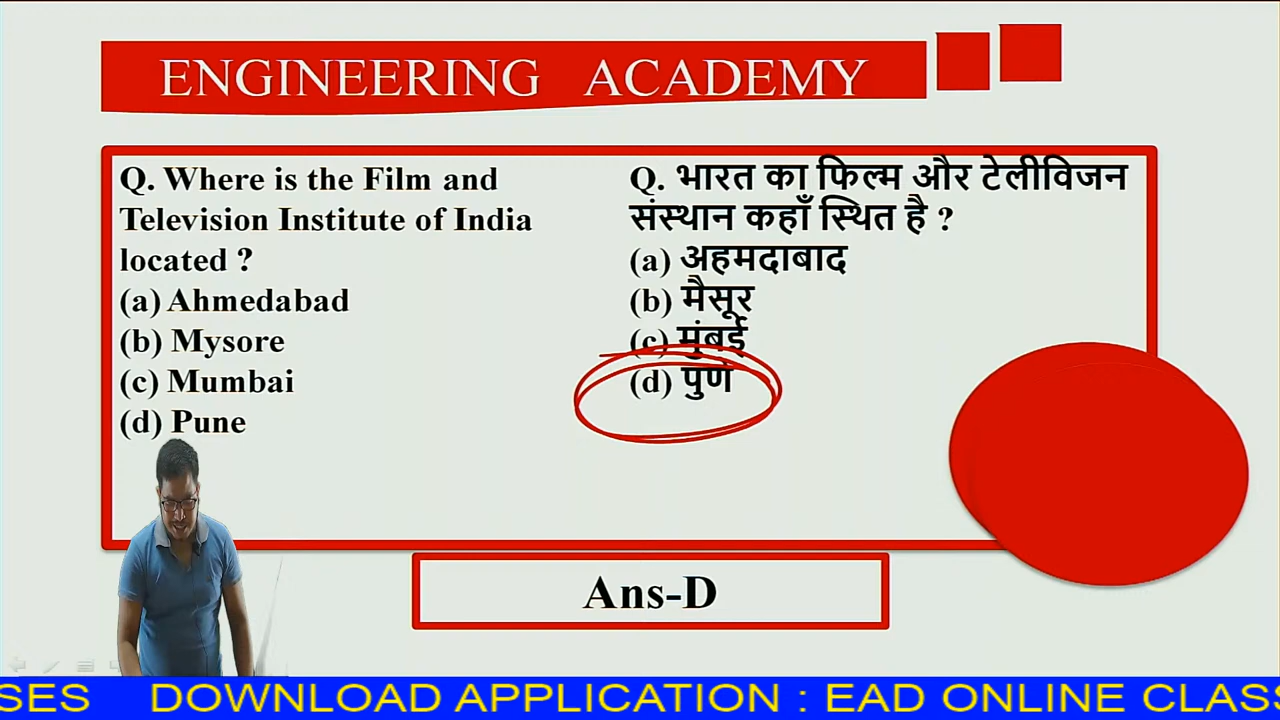 ENGINEERING ACADEMY
Q. Where is the Film and
Television Institute of India
located ?
(a) Ahmedabad
(b) Mysore
(c) Mumbai
(d) Pune
Q. भारत का फिल्म और टेलीविजन
संस्थान कहाँ स्थित है ?
(a) अहमदाबाद
(b) मैसूर
(c) मुंबई
(d) पुणे
Ans-D
SES DOWNLOAD APPLICATION : EAD ONLINE CLASS